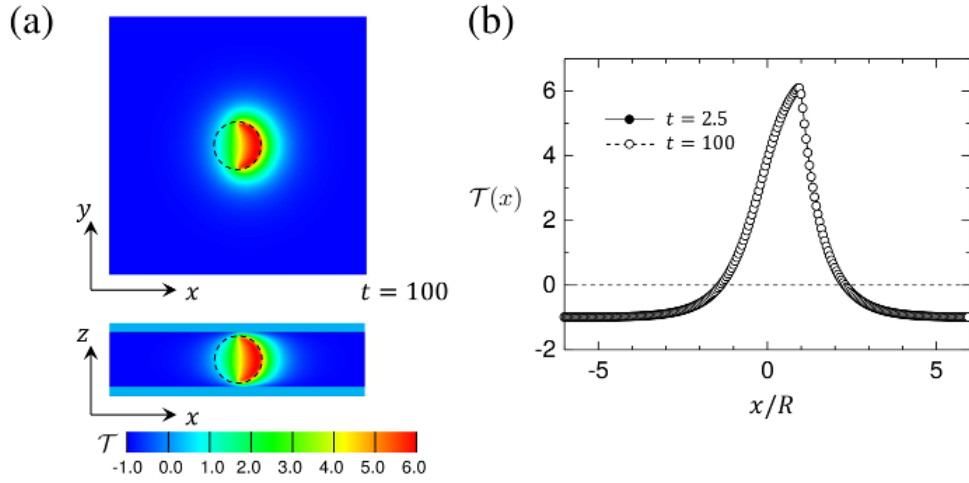 (a)
y
x
t = 100
z
x
𝒯
-1.0 0.0 1.0 2.0 3.0 4.0 5.0 6.0
(b)
6
4
2
0
-2
𝒯(x)
t = 2.5
t = 100
-5 0 5
x/R